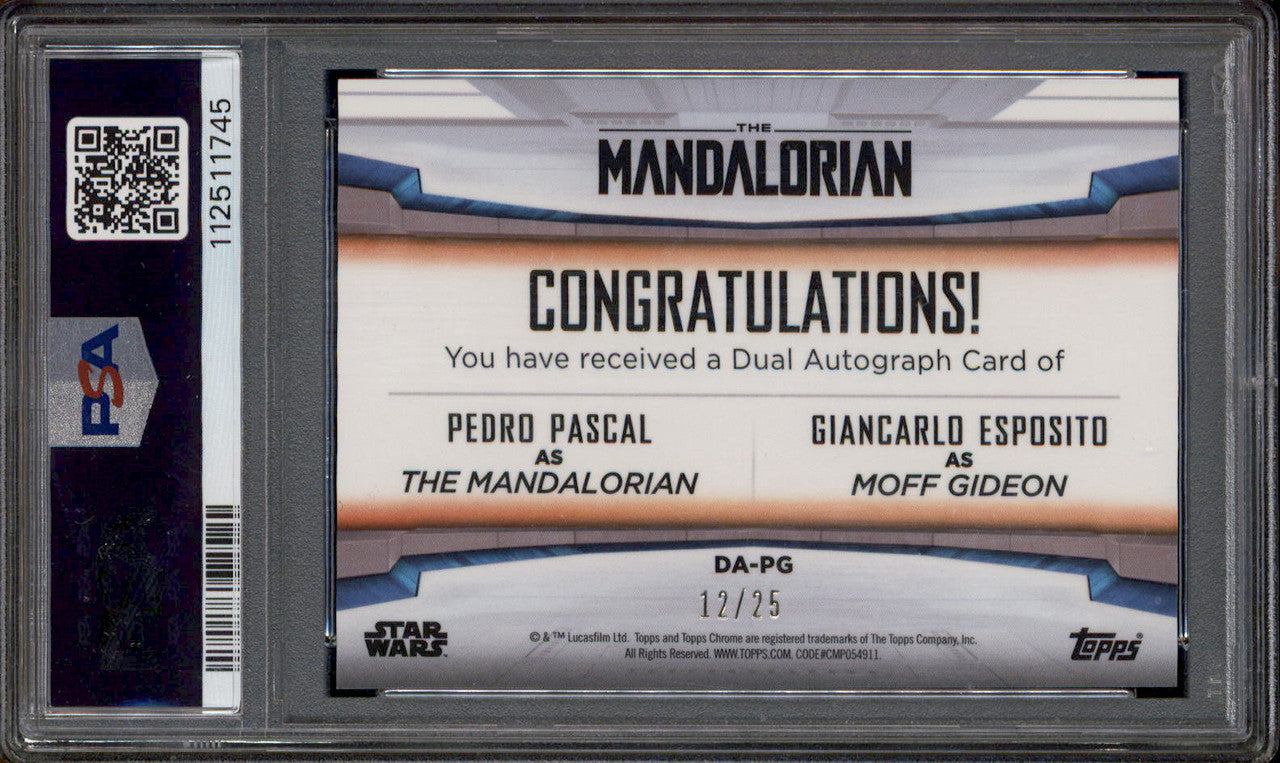 112511745
PSA
THE
MANDALORIAN
CONGRATULATIONS!
You have received a Dual Autograph Card of
PEDRO PASCAL
AS
THE MANDALORIAN
GIANCARLO ESPOSITO
AS
MOFF GIDEON
DA-PG
12/25
STAR
WARS
© & ™ Lucasfilm Ltd. Topps and Topps Chrome are registered trademarks of The Topps Company, Inc.
All Rights Reserved. WWW.TOPPS.COM. CODE#CMP054911.
topps